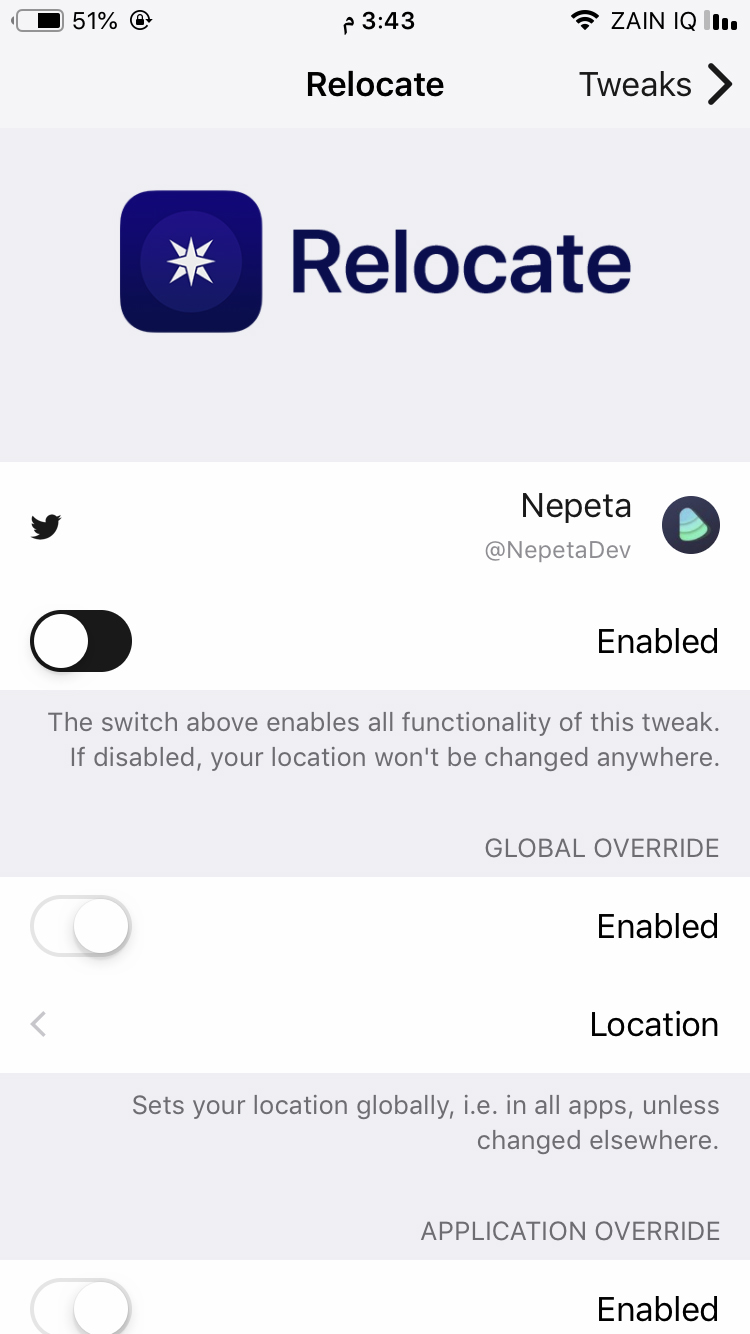 51%
3:43 م
ZAIN IQ
Relocate
Tweaks
Relocate
Nepeta
@NepetaDev
Enabled
The switch above enables all functionality of this tweak.
If disabled, your location won't be changed anywhere.
GLOBAL OVERRIDE
Enabled
Location
Sets your location globally, i.e. in all apps, unless
changed elsewhere.
APPLICATION OVERRIDE
Enabled